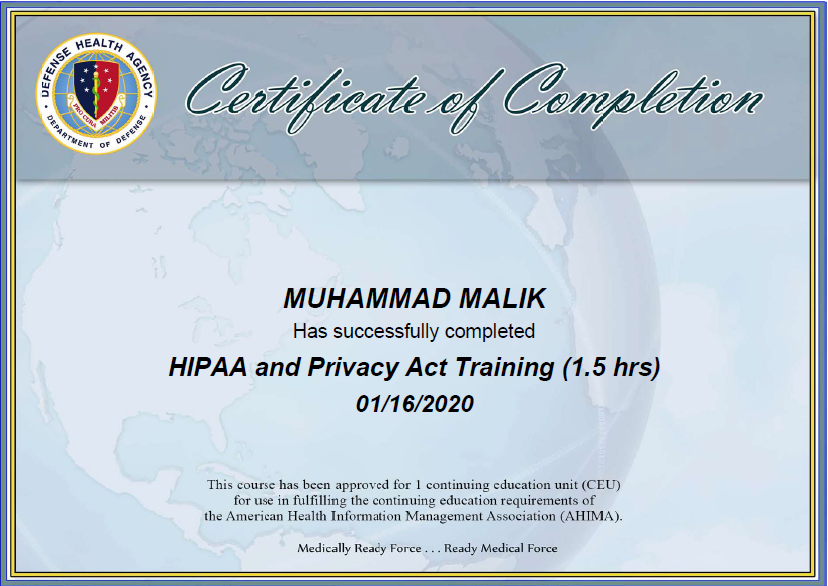 DEFENSE HEALTH AGENCY
PRO CURA MILITIS
DEPARTMENT OF DEFENSE
Certificate of Completion
MUHAMMAD MALIK
Has successfully completed
HIPAA and Privacy Act Training (1.5 hrs)
01/16/2020
This course has been approved for 1 continuing education unit (CEU)
for use in fulfilling the continuing education requirements of
the American Health Information Management Association (AHIMA).
Medically Ready Force . . . Ready Medical Force